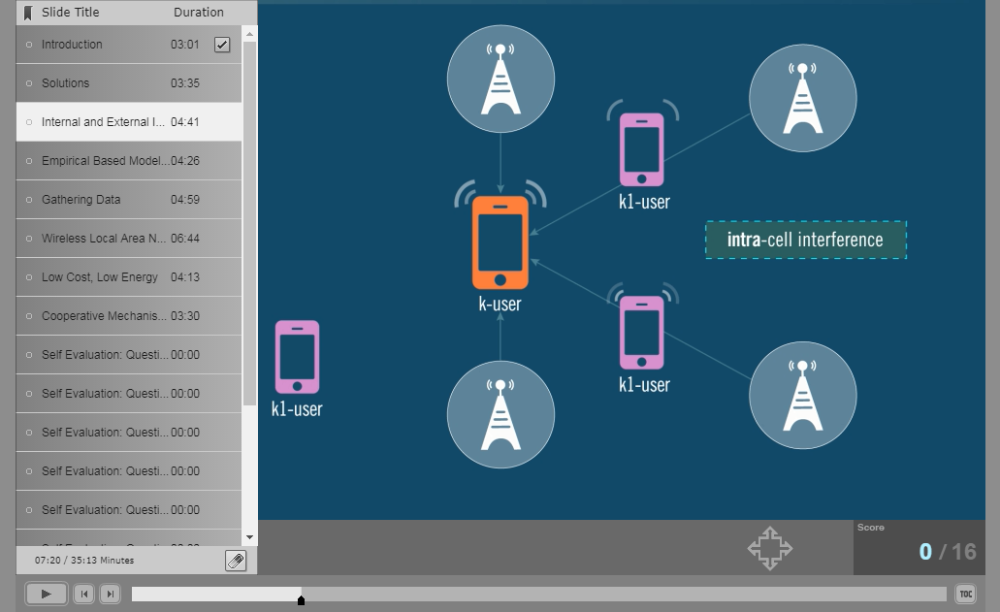 Slide Title Duration
Introduction 03:01
Solutions 03:35
Internal and External I... 04:41
Empirical Based Model... 04:26
Gathering Data 04:59
Wireless Local Area N... 06:44
Low Cost, Low Energy 04:13
Cooperative Mechanis... 03:30
Self Evaluation: Questi... 00:00
Self Evaluation: Questi... 00:00
Self Evaluation: Questi... 00:00
Self Evaluation: Questi... 00:00
Self Evaluation: Questi... 00:00
07:20 / 35:13 Minutes
k1-user
intra-cell interference
k-user
k1-user
k1-user
Score
0 / 16
TOC